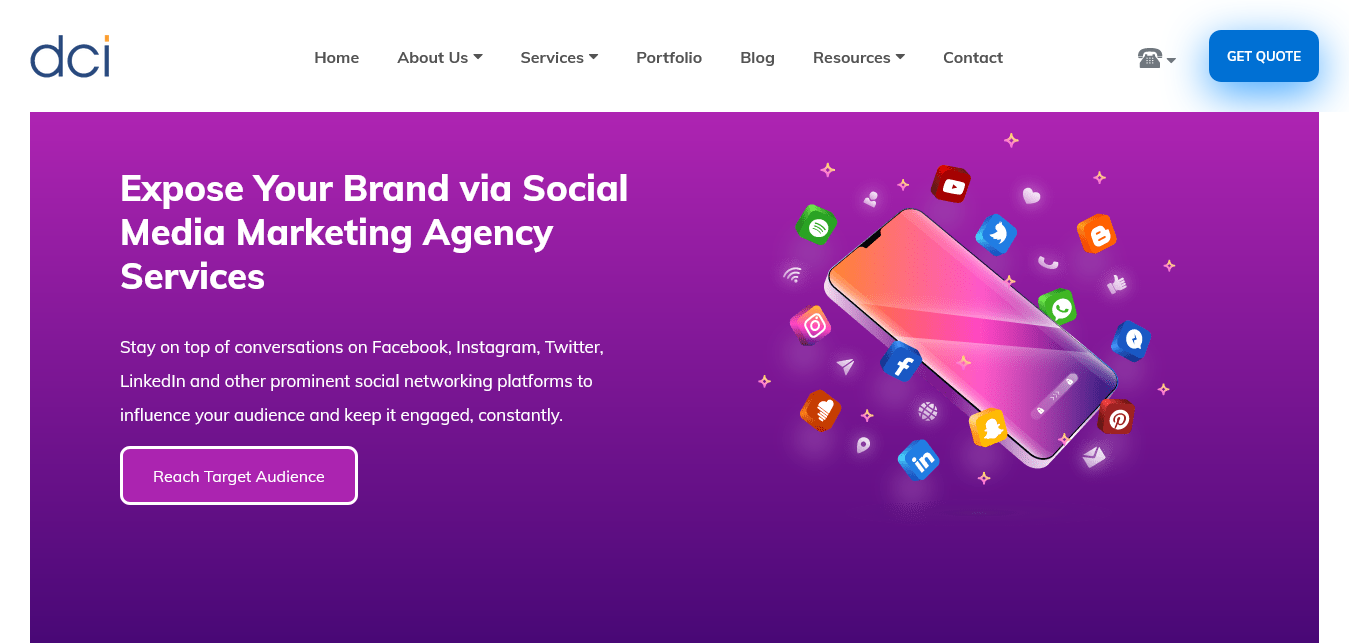 dci
Home About Us Services Portfolio Blog Resources Contact
GET QUOTE
Expose Your Brand via Social
Media Marketing Agency
Services
Stay on top of conversations on Facebook, Instagram, Twitter,
LinkedIn and other prominent social networking platforms to
influence your audience and keep it engaged, constantly.
Reach Target Audience
in